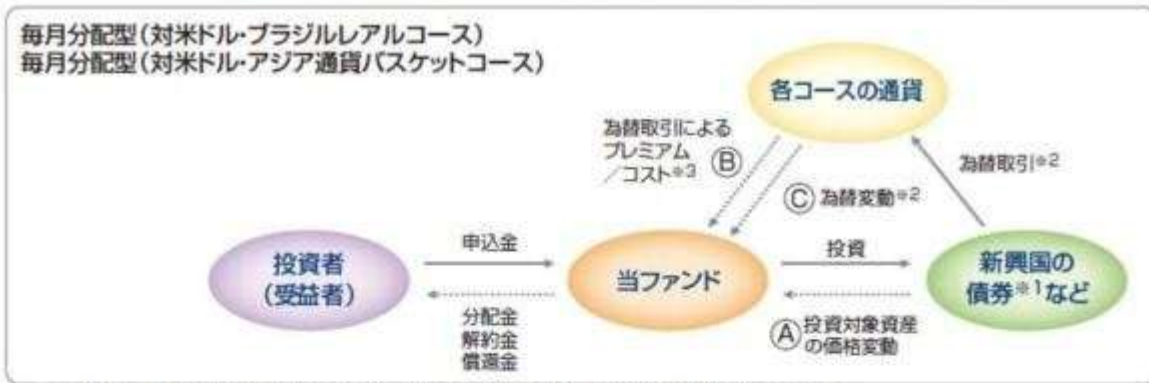 毎月分配型(対米ドル・ブラジルレアルコース)
毎月分配型(対米ドル・アジア通貨バスケットコース)
各コースの通貨
為替取引による
プレミアム
/コスト※3
Ⓑ
Ⓒ 為替変動※2
為替取引※2
投資者
(受益者)
申込金
分配金
解約金
償還金
当ファンド
投資
Ⓐ 投資対象資産
の価格変動
新興国の
債券※1など